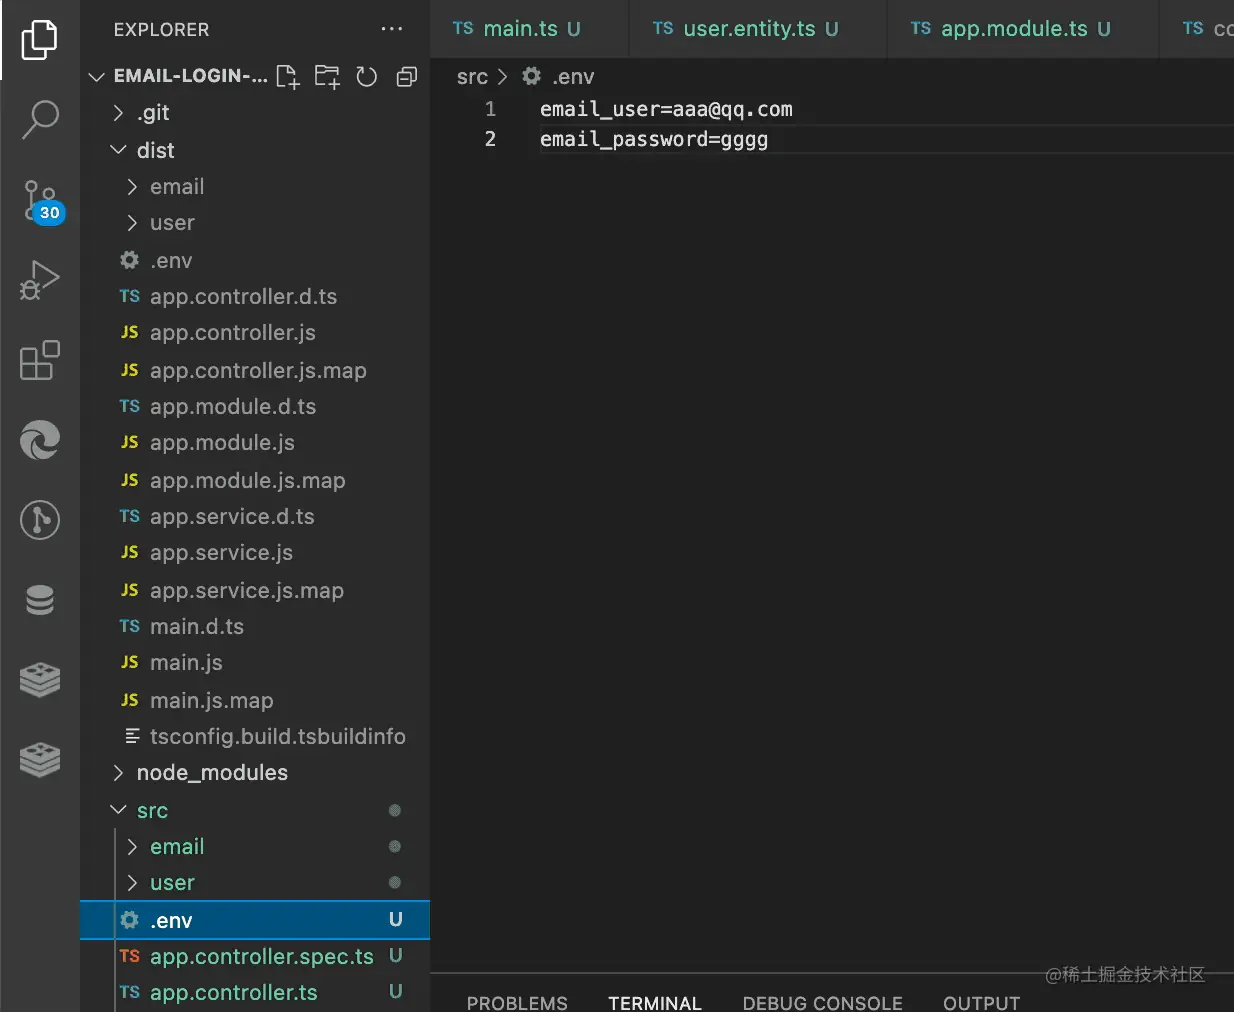 EXPLORER
EMAIL-LOGIN-...
.git
dist
email
user
.env
TS app.controller.d.ts
JS app.controller.js
JS app.controller.js.map
TS app.module.d.ts
JS app.module.js
JS app.module.js.map
TS app.service.d.ts
JS app.service.js
JS app.service.js.map
TS main.d.ts
JS main.js
JS main.js.map
tsconfig.build.tsbuildinfo
node_modules
src
email
user
.env U
TS app.controller.spec.ts U
TS app.controller.ts U
30
TS main.ts U TS user.entity.ts U TS app.module.ts U TS co
src > .env
1 email_user=aaa@qq.com
2 email_password=gggg
PROBLEMS TERMINAL DEBUG CONSOLE OUTPUT
@稀土掘金技术社区